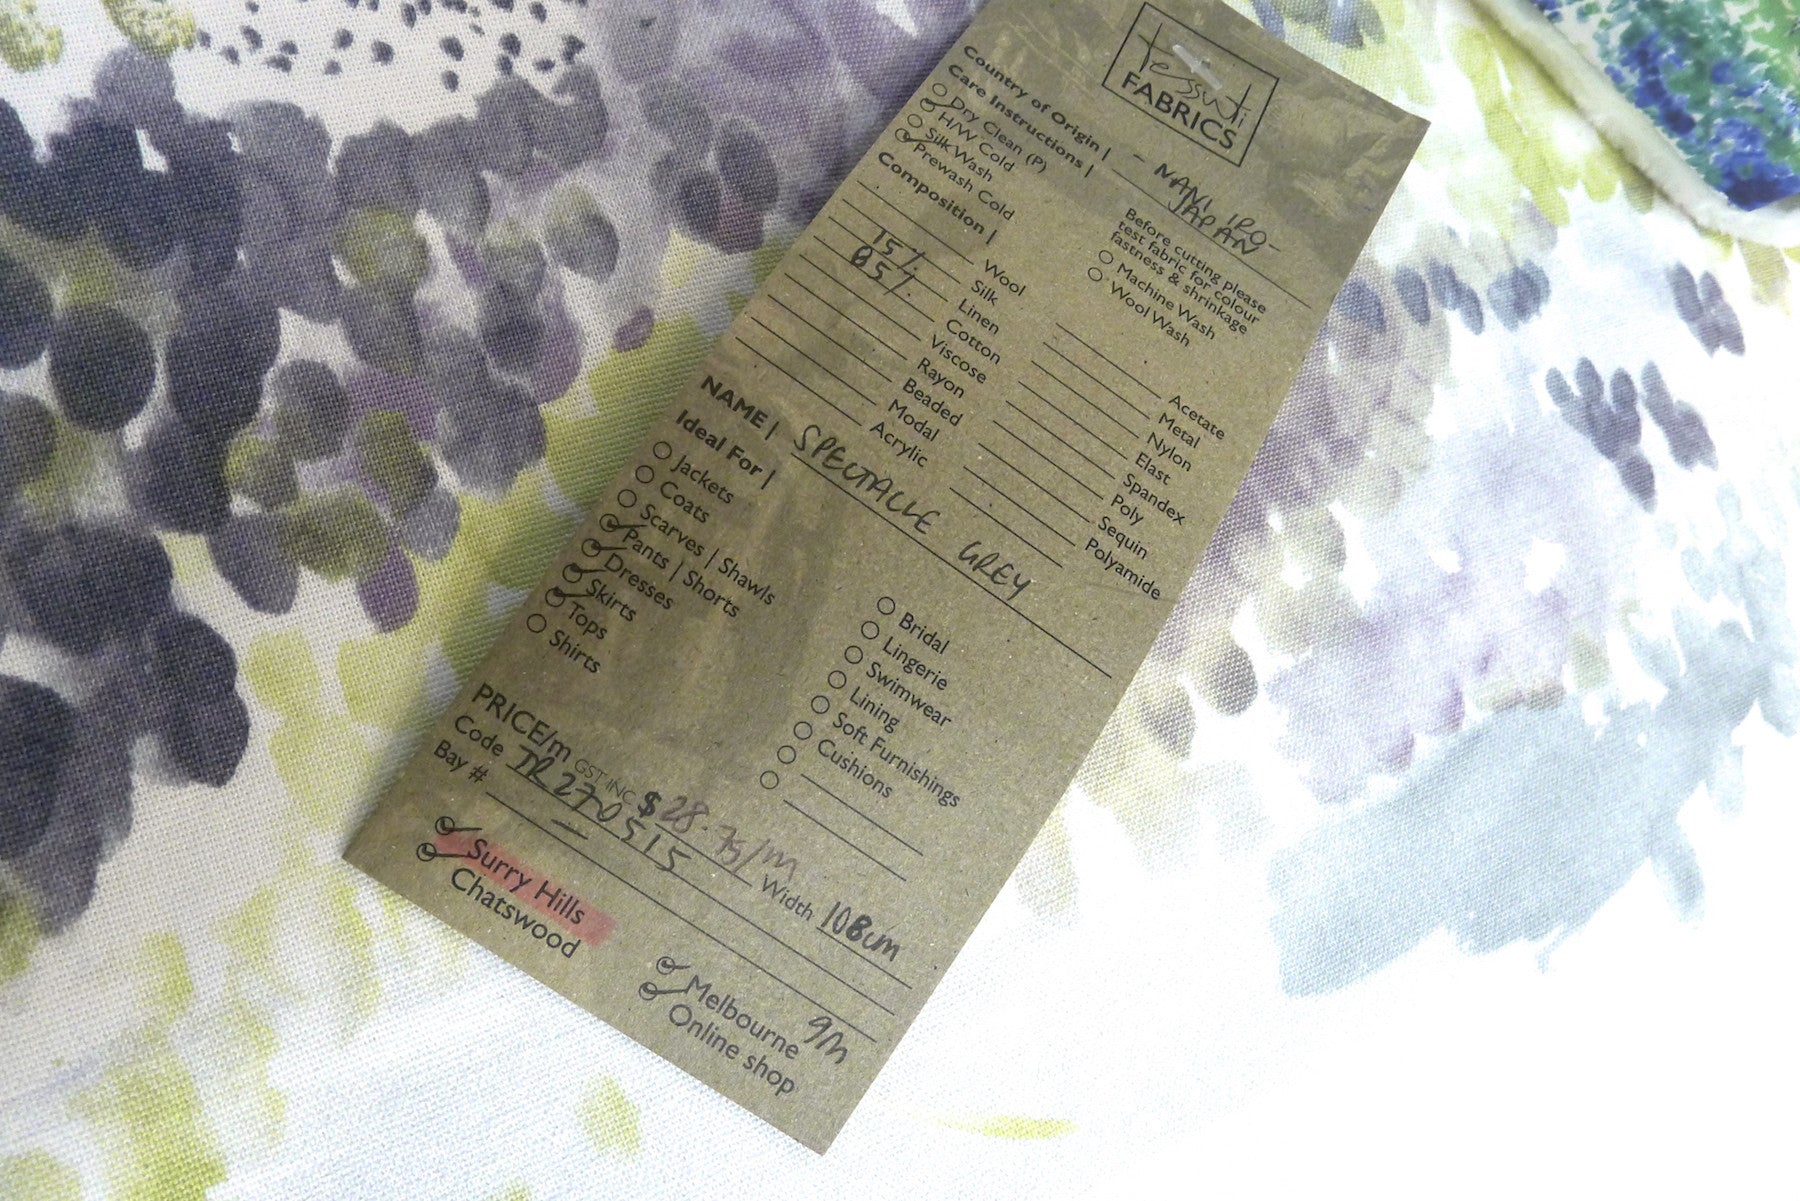 tessuti
FABRICS
Country of Origin | - NANI IRO -
JAPAN
Care Instructions |
Dry Clean (P)
H/W Cold
Silk Wash
Prewash Cold
Before cutting please
test fabric for colour
fastness & shrinkage
Machine Wash
Wool Wash
Composition |
Wool
Silk
15% Linen
85% Cotton
Viscose
Rayon
Beaded
Modal
Acrylic
Acetate
Metal
Nylon
Elast
Spandex
Poly
Sequin
Polyamide
NAME | SPECTACLE GREY
Ideal For |
Jackets
Coats
Scarves | Shawls
Pants | Shorts
Dresses
Skirts
Tops
Shirts
Bridal
Lingerie
Swimwear
Lining
Soft Furnishings
Cushions
PRICE/m GST INC $28.75/m Width 108cm
Code TR270515
Bay # –
Surry Hills
Chatswood
Melbourne 9m
Online shop